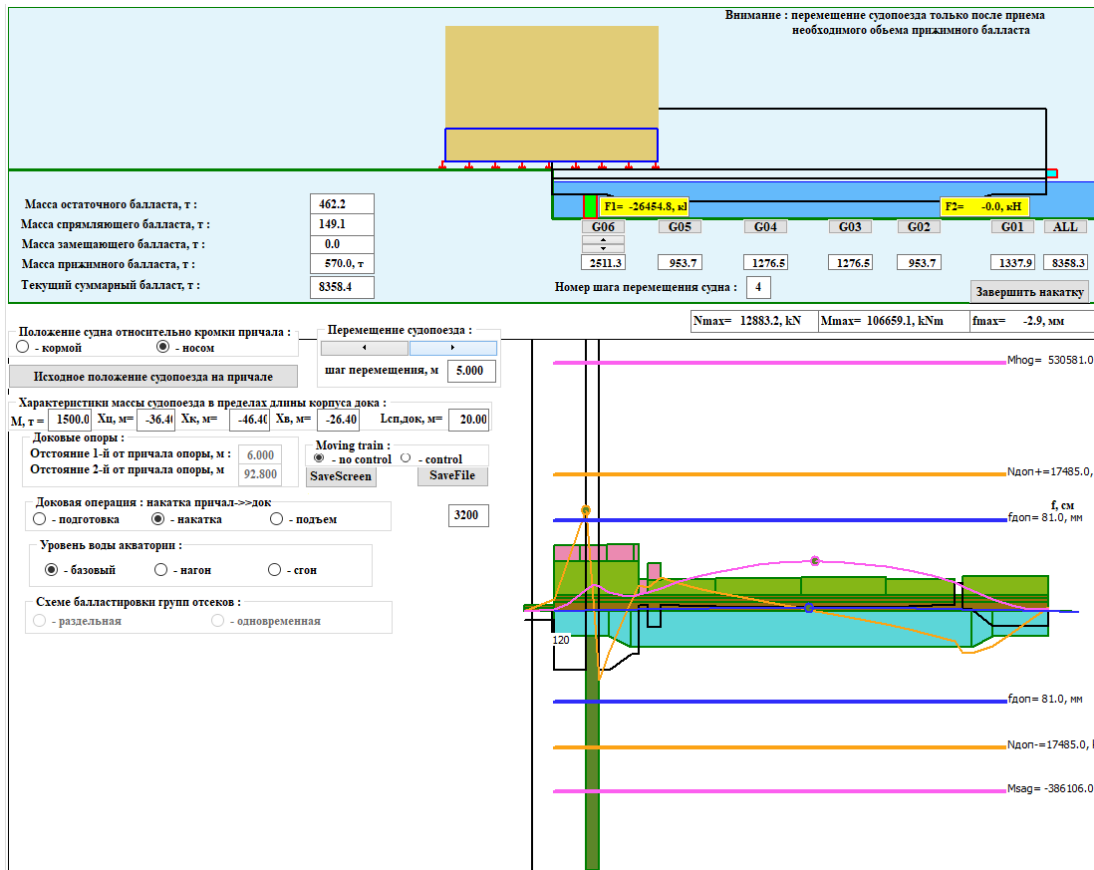 Внимание : перемещение судопоезда только после приема
необходимого обьема прижимного балласта
Масса остаточного балласта, т : 462.2
Масса спрямляющего балласта, т : 149.1
Масса замещающего балласта, т : 0.0
Масса прижимного балласта, т : 570.0, т
Текущий суммарный балласт, т : 8358.4
F1= -26454.8, кl F2= -0.0, кН
G06 G05 G04 G03 G02 G01 ALL
2511.3 953.7 1276.5 1276.5 953.7 1337.9 8358.3
Номер шага перемещения судна : 4
Завершить накатку
Nmax= 12883.2, kN Mmax= 106659.1, kNm fmax= -2.9, мм
Положение судна относительно кромки причала :
- кормой - носом
Перемещение судопоезда :
шаг перемещения, м 5.000
Исходное положение судопоезда на причале
Характеристики массы судопоезда в пределах длины корпуса дока :
М, т = 1500.0 Xц, м= -36.4( Xк, м= -46.4( Xв, м= -26.40 Lсп,док, м= 20.00
Доковые опоры :
Отстояние 1-й от причала опоры, м : 6.000
Отстояние 2-й от причала опоры, м 92.800
Moving train :
- no control - control
SaveScreen SaveFile
Доковая операция : накатка причал->>док
- подготовка - накатка - подъем
3200
Уровень воды акватории :
- базовый - нагон - сгон
Схеме балластировки групп отсеков :
- раздельная - одновременная
Mhog= 530581.0
Nдоп+=17485.0,
f, см
fдоп= 81.0, мм
120
fдоп= 81.0, мм
Nдоп-=17485.0, l
Msag= -386106.0